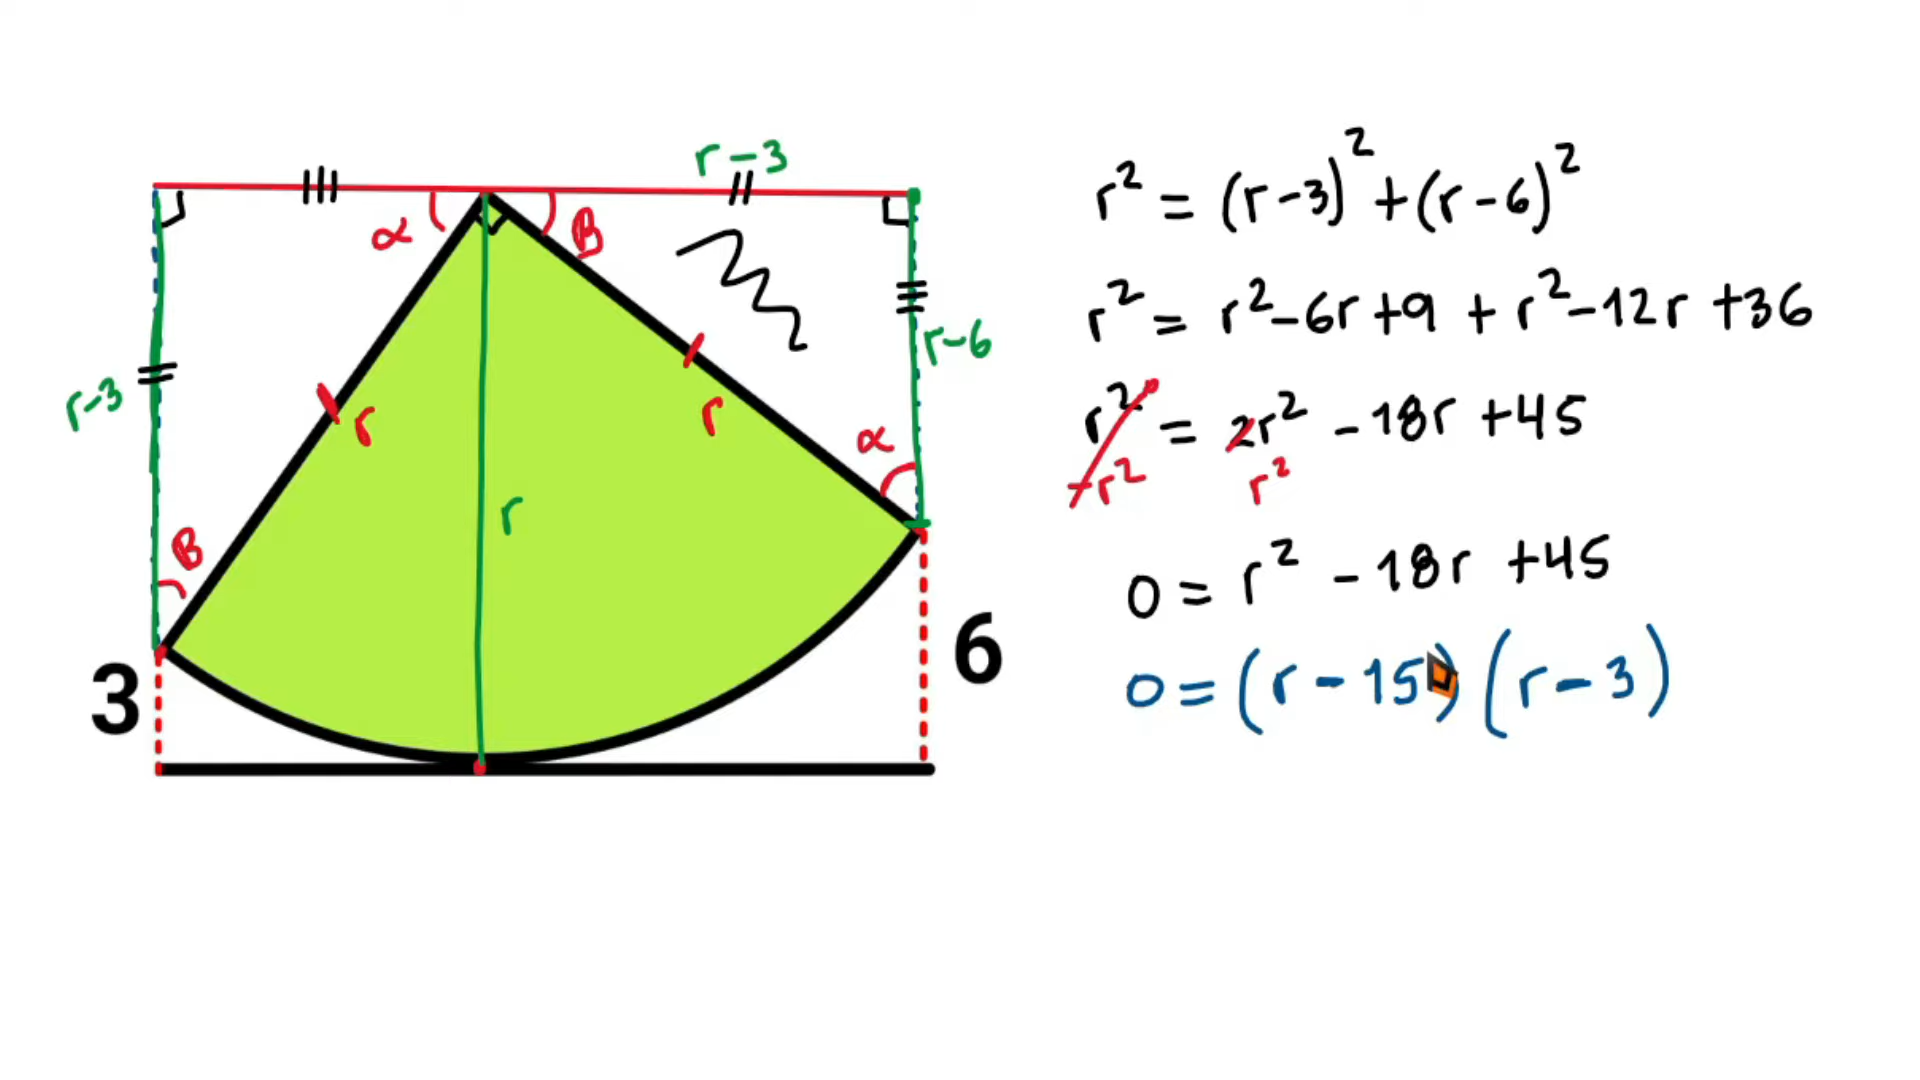 r-3
α
B
r-3
r-6
r
r
α
r
B
3
6
r² = (r-3)² + (r-6)²
r² = r² - 6r + 9 + r² - 12r + 36
r² = 2r² - 18r + 45
-r² r²
0 = r² - 18r + 45
0 = (r - 15) (r - 3)